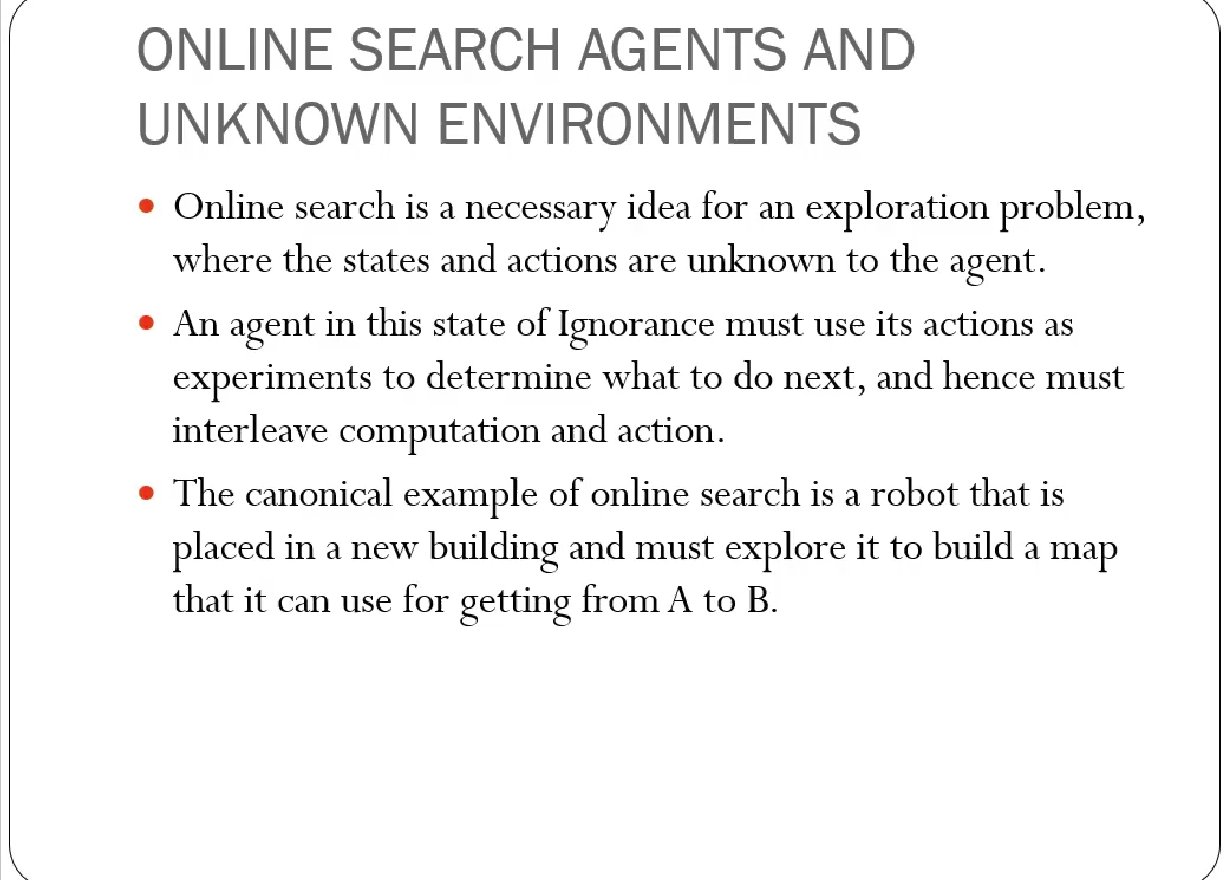 ONLINE SEARCH AGENTS AND
UNKNOWN ENVIRONMENTS
• Online search is a necessary idea for an exploration problem,
where the states and actions are unknown to the agent.
• An agent in this state of Ignorance must use its actions as
experiments to determine what to do next, and hence must
interleave computation and action.
• The canonical example of online search is a robot that is
placed in a new building and must explore it to build a map
that it can use for getting from A to B.